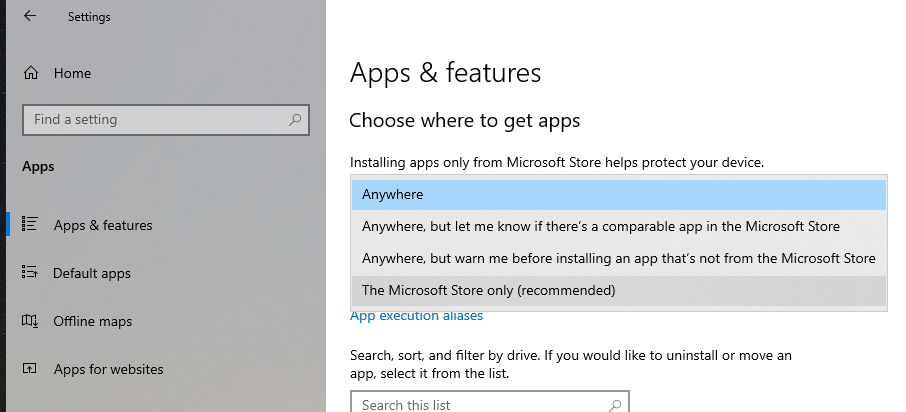 Settings
Home
Find a setting
Apps
Apps & features
Default apps
Offline maps
Apps for websites
Apps & features
Choose where to get apps
Installing apps only from Microsoft Store helps protect your device.
Anywhere
Anywhere, but let me know if there's a comparable app in the Microsoft Store
Anywhere, but warn me before installing an app that's not from the Microsoft Store
The Microsoft Store only (recommended)
App execution aliases
Search, sort, and filter by drive. If you would like to uninstall or move an
app, select it from the list.
Search this list